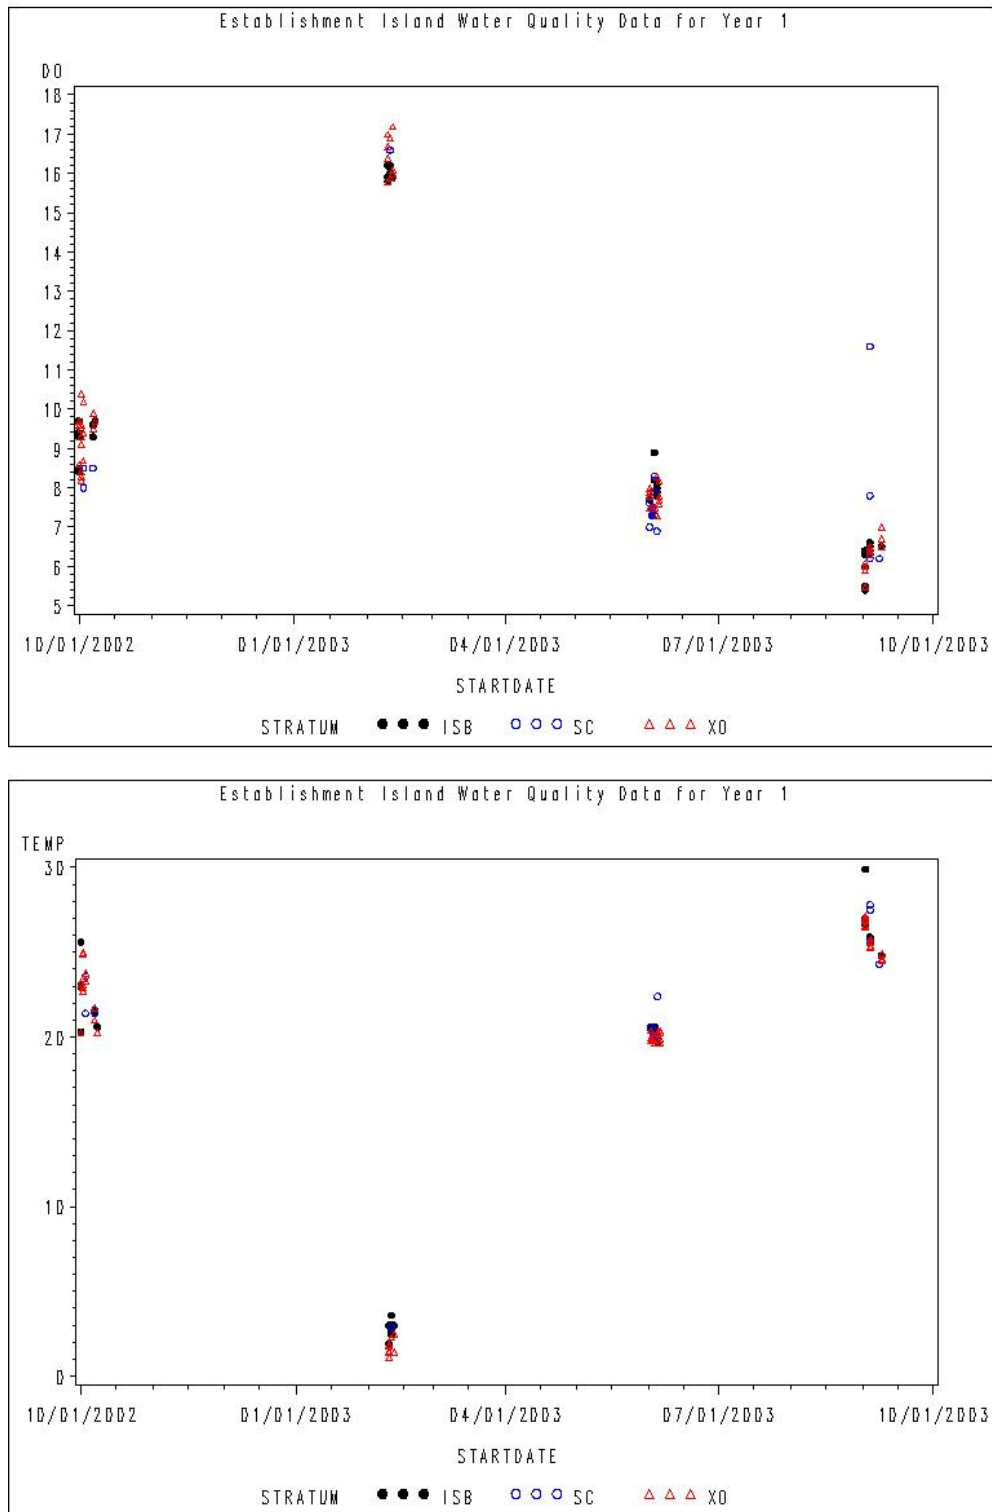 Establishment Island Water Quality Data for Year 1
DO
18
17
16
15
14
13
12
11
10
9
8
7
6
5
10/01/2002 01/01/2003 04/01/2003 07/01/2003 10/01/2003
STARTDATE
STRATUM ISB SC XO
Establishment Island Water Quality Data for Year 1
TEMP
30
20
10
0
10/01/2002 01/01/2003 04/01/2003 07/01/2003 10/01/2003
STARTDATE
STRATUM ISB SC XO